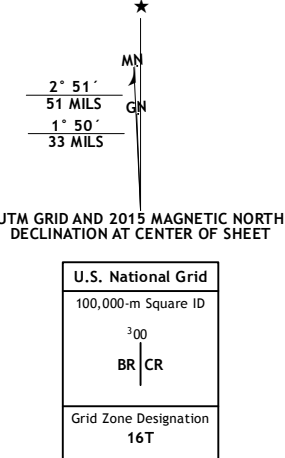 ★
MN
2° 51´
51 MILS
GN
1° 50´
33 MILS
UTM GRID AND 2015 MAGNETIC NORTH
DECLINATION AT CENTER OF SHEET
U.S. National Grid
100,000-m Square ID
³00
BR CR
Grid Zone Designation
16T